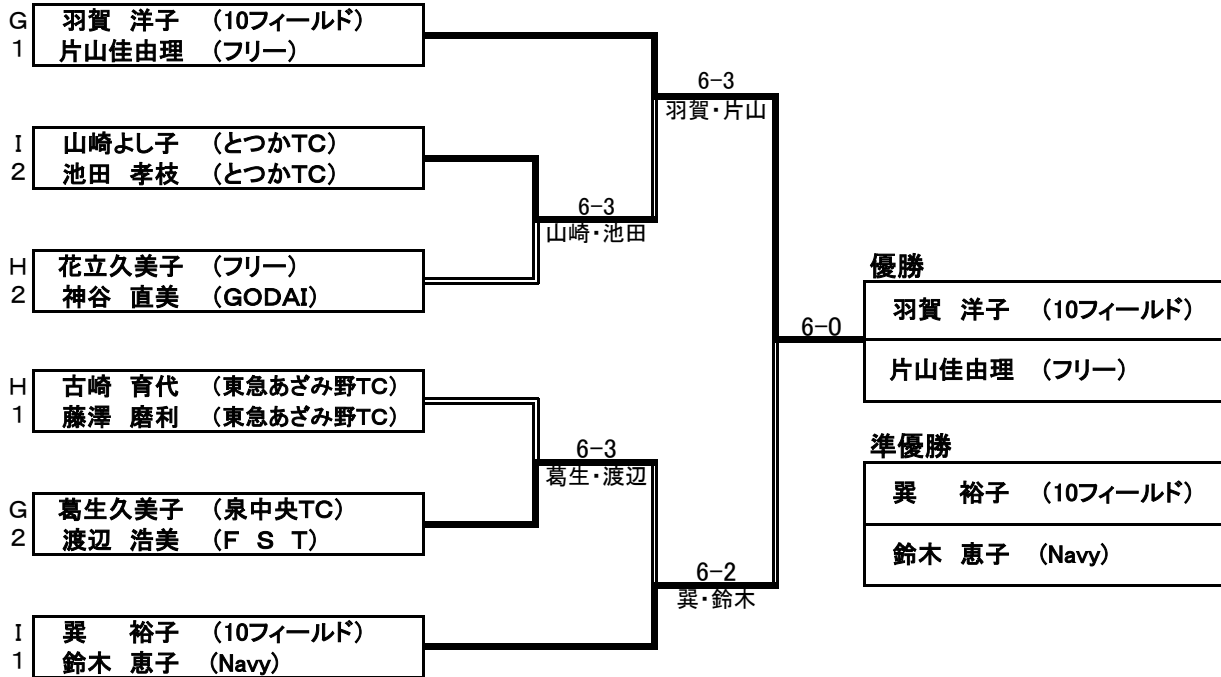 G 羽賀 洋子 （10フィールド）
1 片山佳由理 （フリー）
6-3
羽賀・片山
I 山崎よし子 （とつかTC）
2 池田 孝枝 （とつかTC）
6-3
山崎・池田
H 花立久美子 （フリー）
2 神谷 直美 （GODAI）
優勝
羽賀 洋子 （10フィールド）
6-0
片山佳由理 （フリー）
H 古崎 育代 （東急あざみ野TC）
1 藤澤 磨利 （東急あざみ野TC）
準優勝
6-3
葛生・渡辺
巽 裕子 （10フィールド）
G 葛生久美子 （泉中央TC）
2 渡辺 浩美 （F S T）
鈴木 恵子 （Navy）
6-2
巽・鈴木
I 巽 裕子 （10フィールド）
1 鈴木 恵子 （Navy）